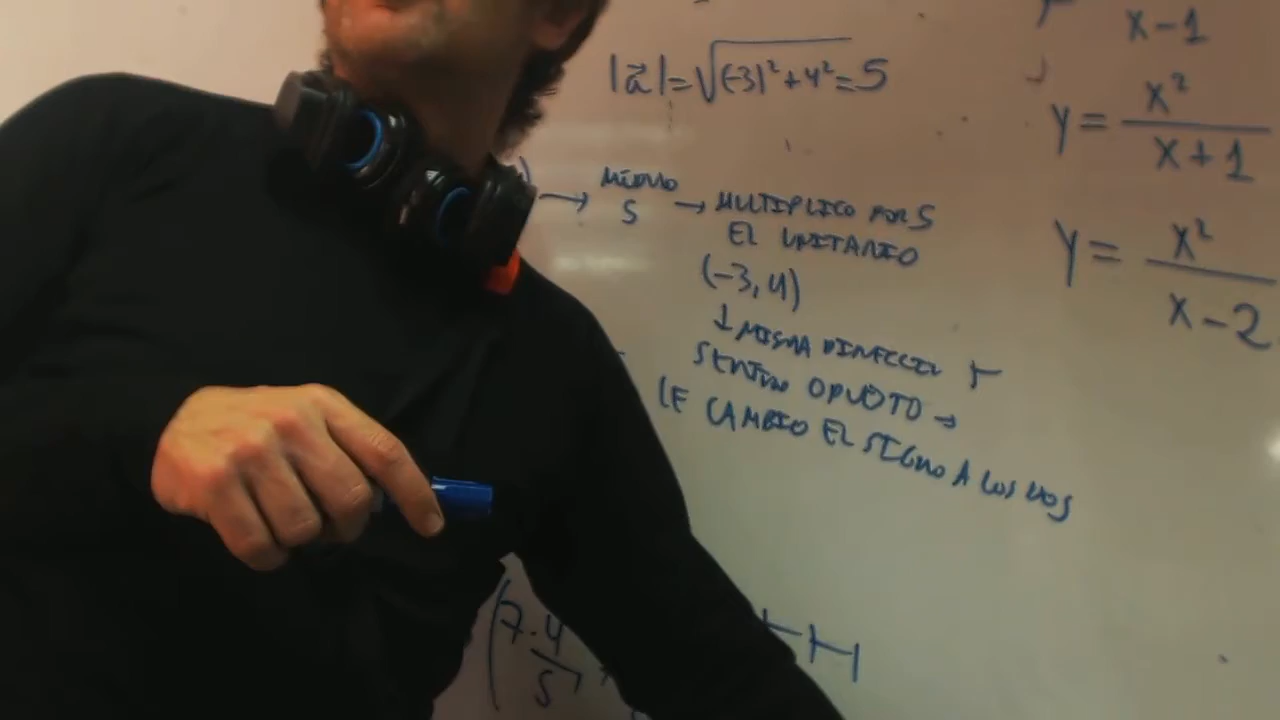 |a⃗|=√(-3)²+4²=5
→ MÓDULO 5 → MULTIPLICO POR 5
EL UNITARIO
(-3,4)
↓ MISMA DIRECCIÓN Y
SENTIDO OPUESTO →
LE CAMBIO EL SIGNO A LOS DOS
(7·4/5
x-1
y = x²/x+1
y = x²/x-2